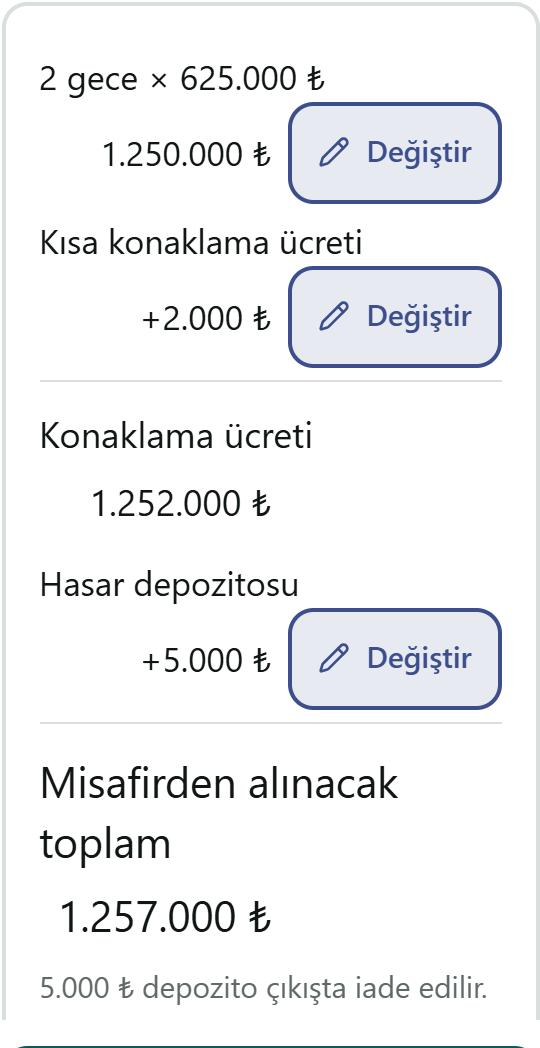 2 gece × 625.000 ₺
1.250.000 ₺ Değiştir
Kısa konaklama ücreti
+2.000 ₺ Değiştir
Konaklama ücreti
1.252.000 ₺
Hasar depozitosu
+5.000 ₺ Değiştir
Misafirden alınacak
toplam
1.257.000 ₺
5.000 ₺ depozito çıkışta iade edilir.